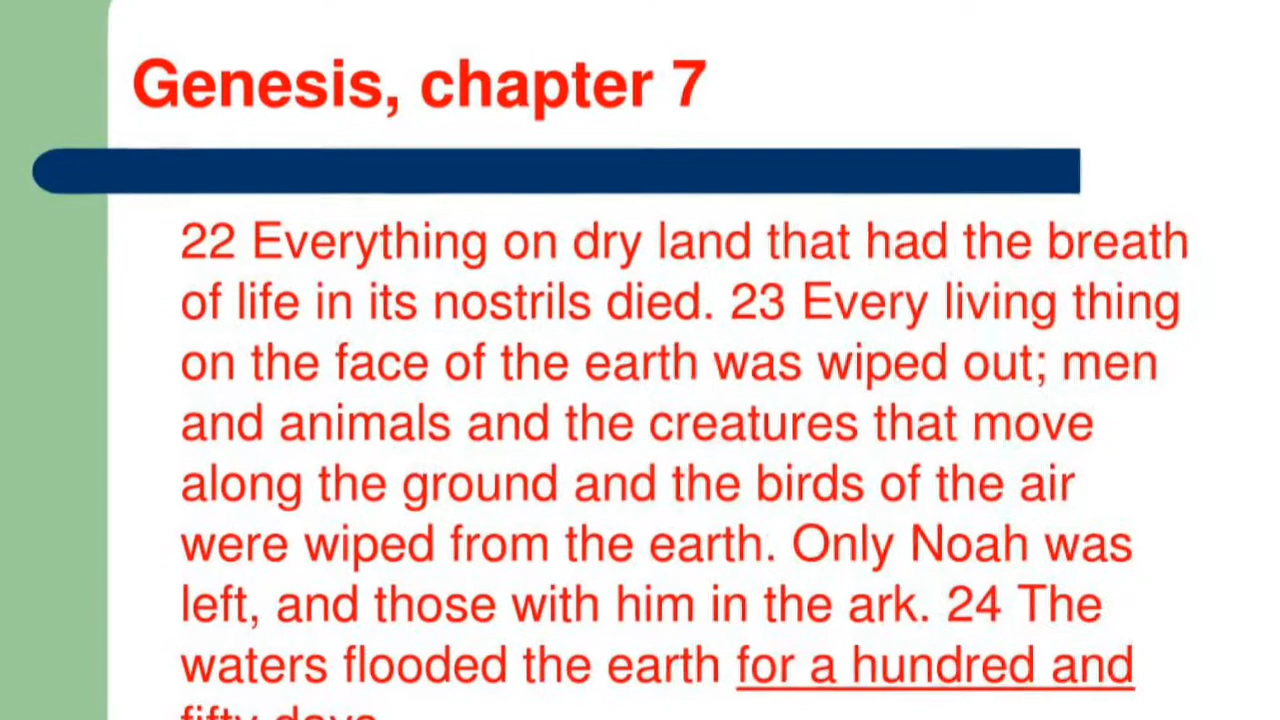 Genesis, chapter 7
22 Everything on dry land that had the breath
of life in its nostrils died. 23 Every living thing
on the face of the earth was wiped out; men
and animals and the creatures that move
along the ground and the birds of the air
were wiped from the earth. Only Noah was
left, and those with him in the ark. 24 The
waters flooded the earth for a hundred and
fifty days.